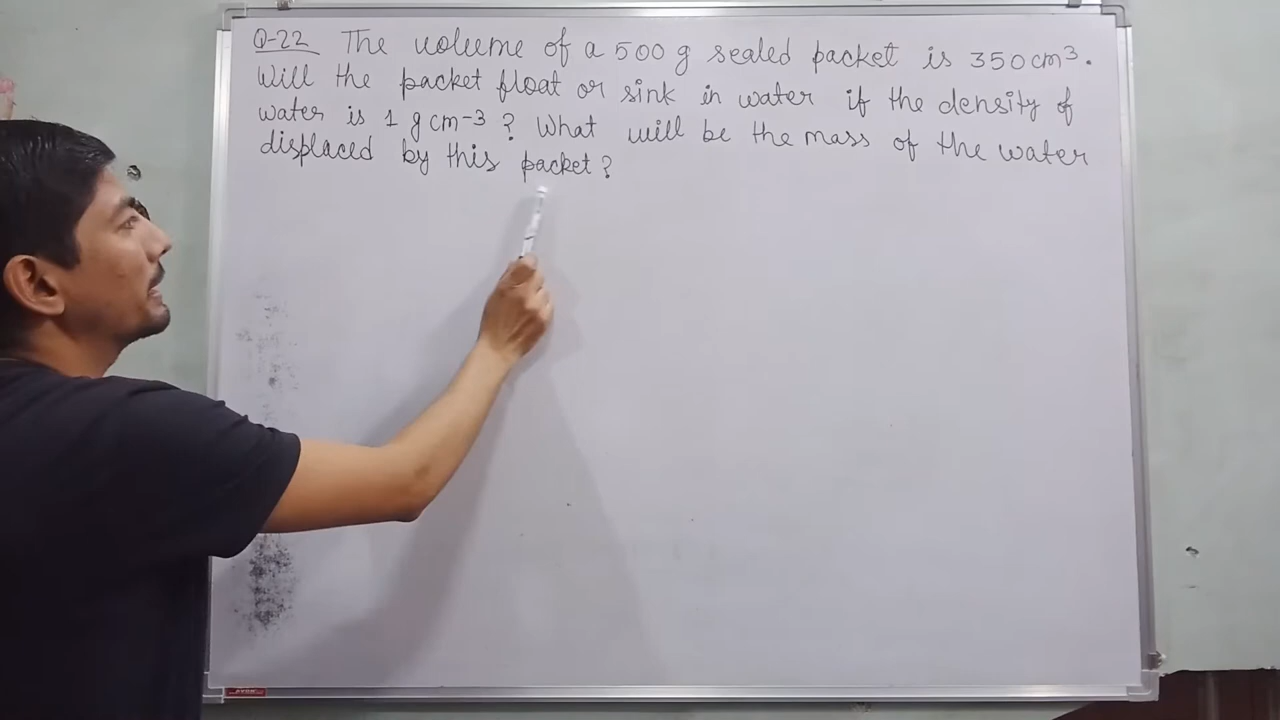 Q-22 The volume of a 500 g sealed packet is 350 cm³.
Will the packet float or sink in water if the density of
water is 1 g cm-3 ? What will be the mass of the water
displaced by this packet ?